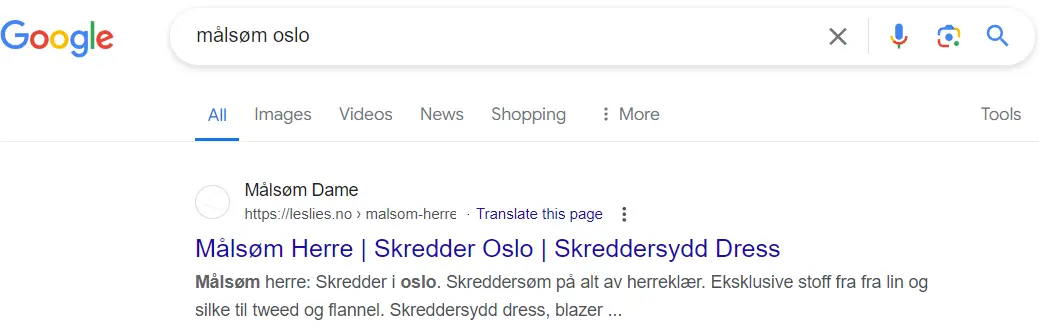 Google
målsøm oslo
All Images Videos News Shopping More Tools
Målsøm Dame
https://leslies.no › malsom-herre · Translate this page
Målsøm Herre | Skredder Oslo | Skreddersydd Dress
Målsøm herre: Skredder i oslo. Skreddersøm på alt av herreklær. Eksklusive stoff fra fra lin og
silke til tweed og flannel. Skreddersydd dress, blazer ...